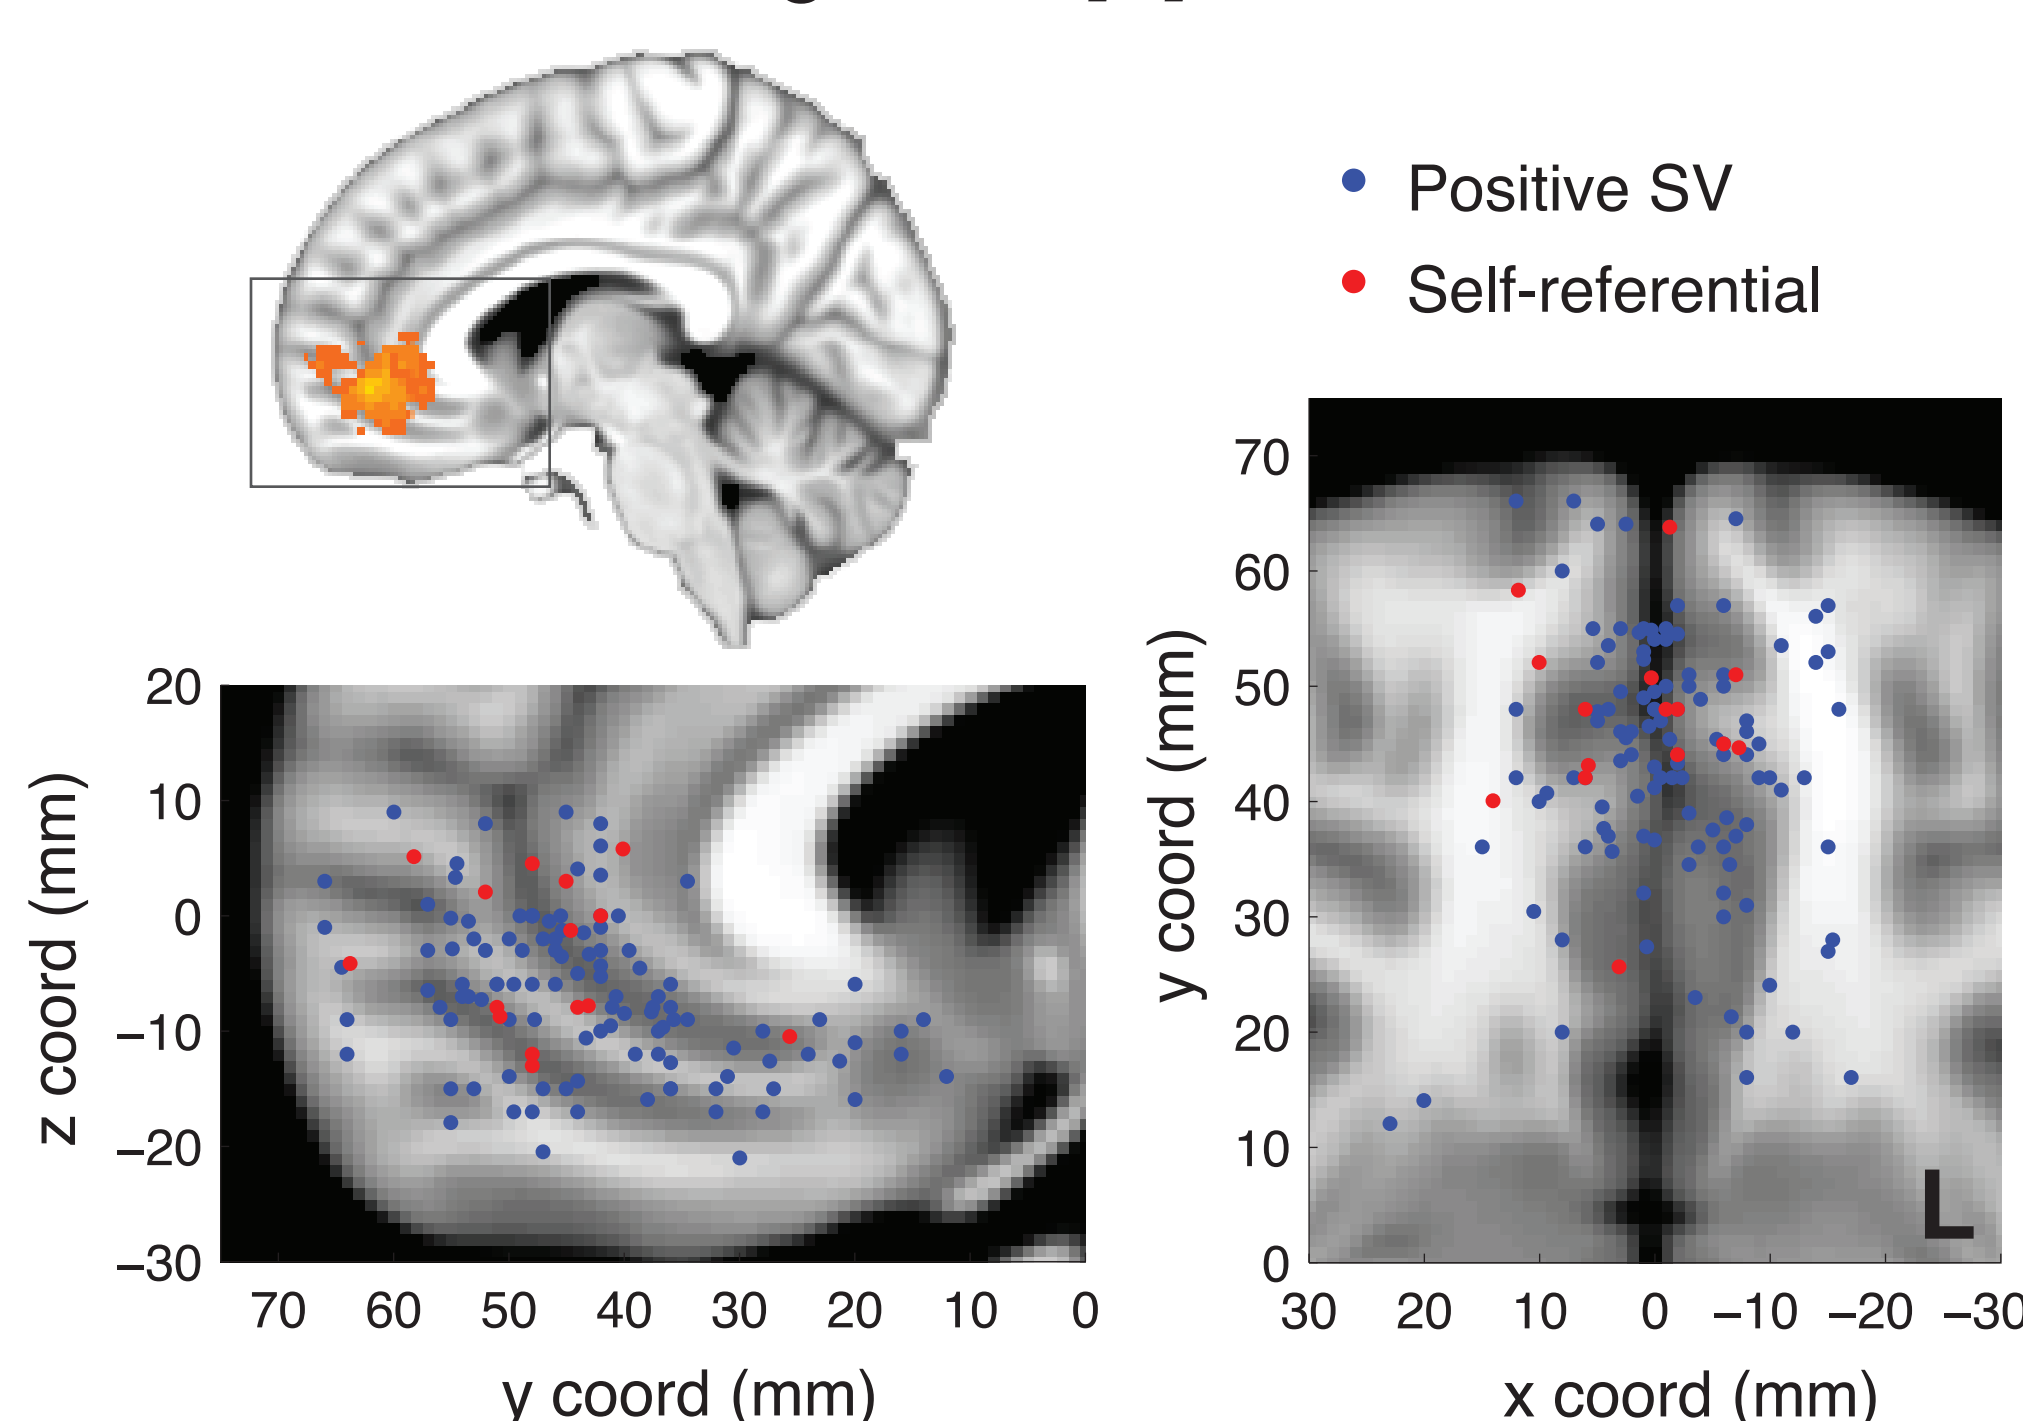 Positive SV
Self-referential
20
10
0
−10
−20
−30
z coord (mm)
70 60 50 40 30 20 10 0
y coord (mm)
70
60
50
40
30
20
10
0
y coord (mm)
L
30 20 10 0 −10 −20 −30
x coord (mm)